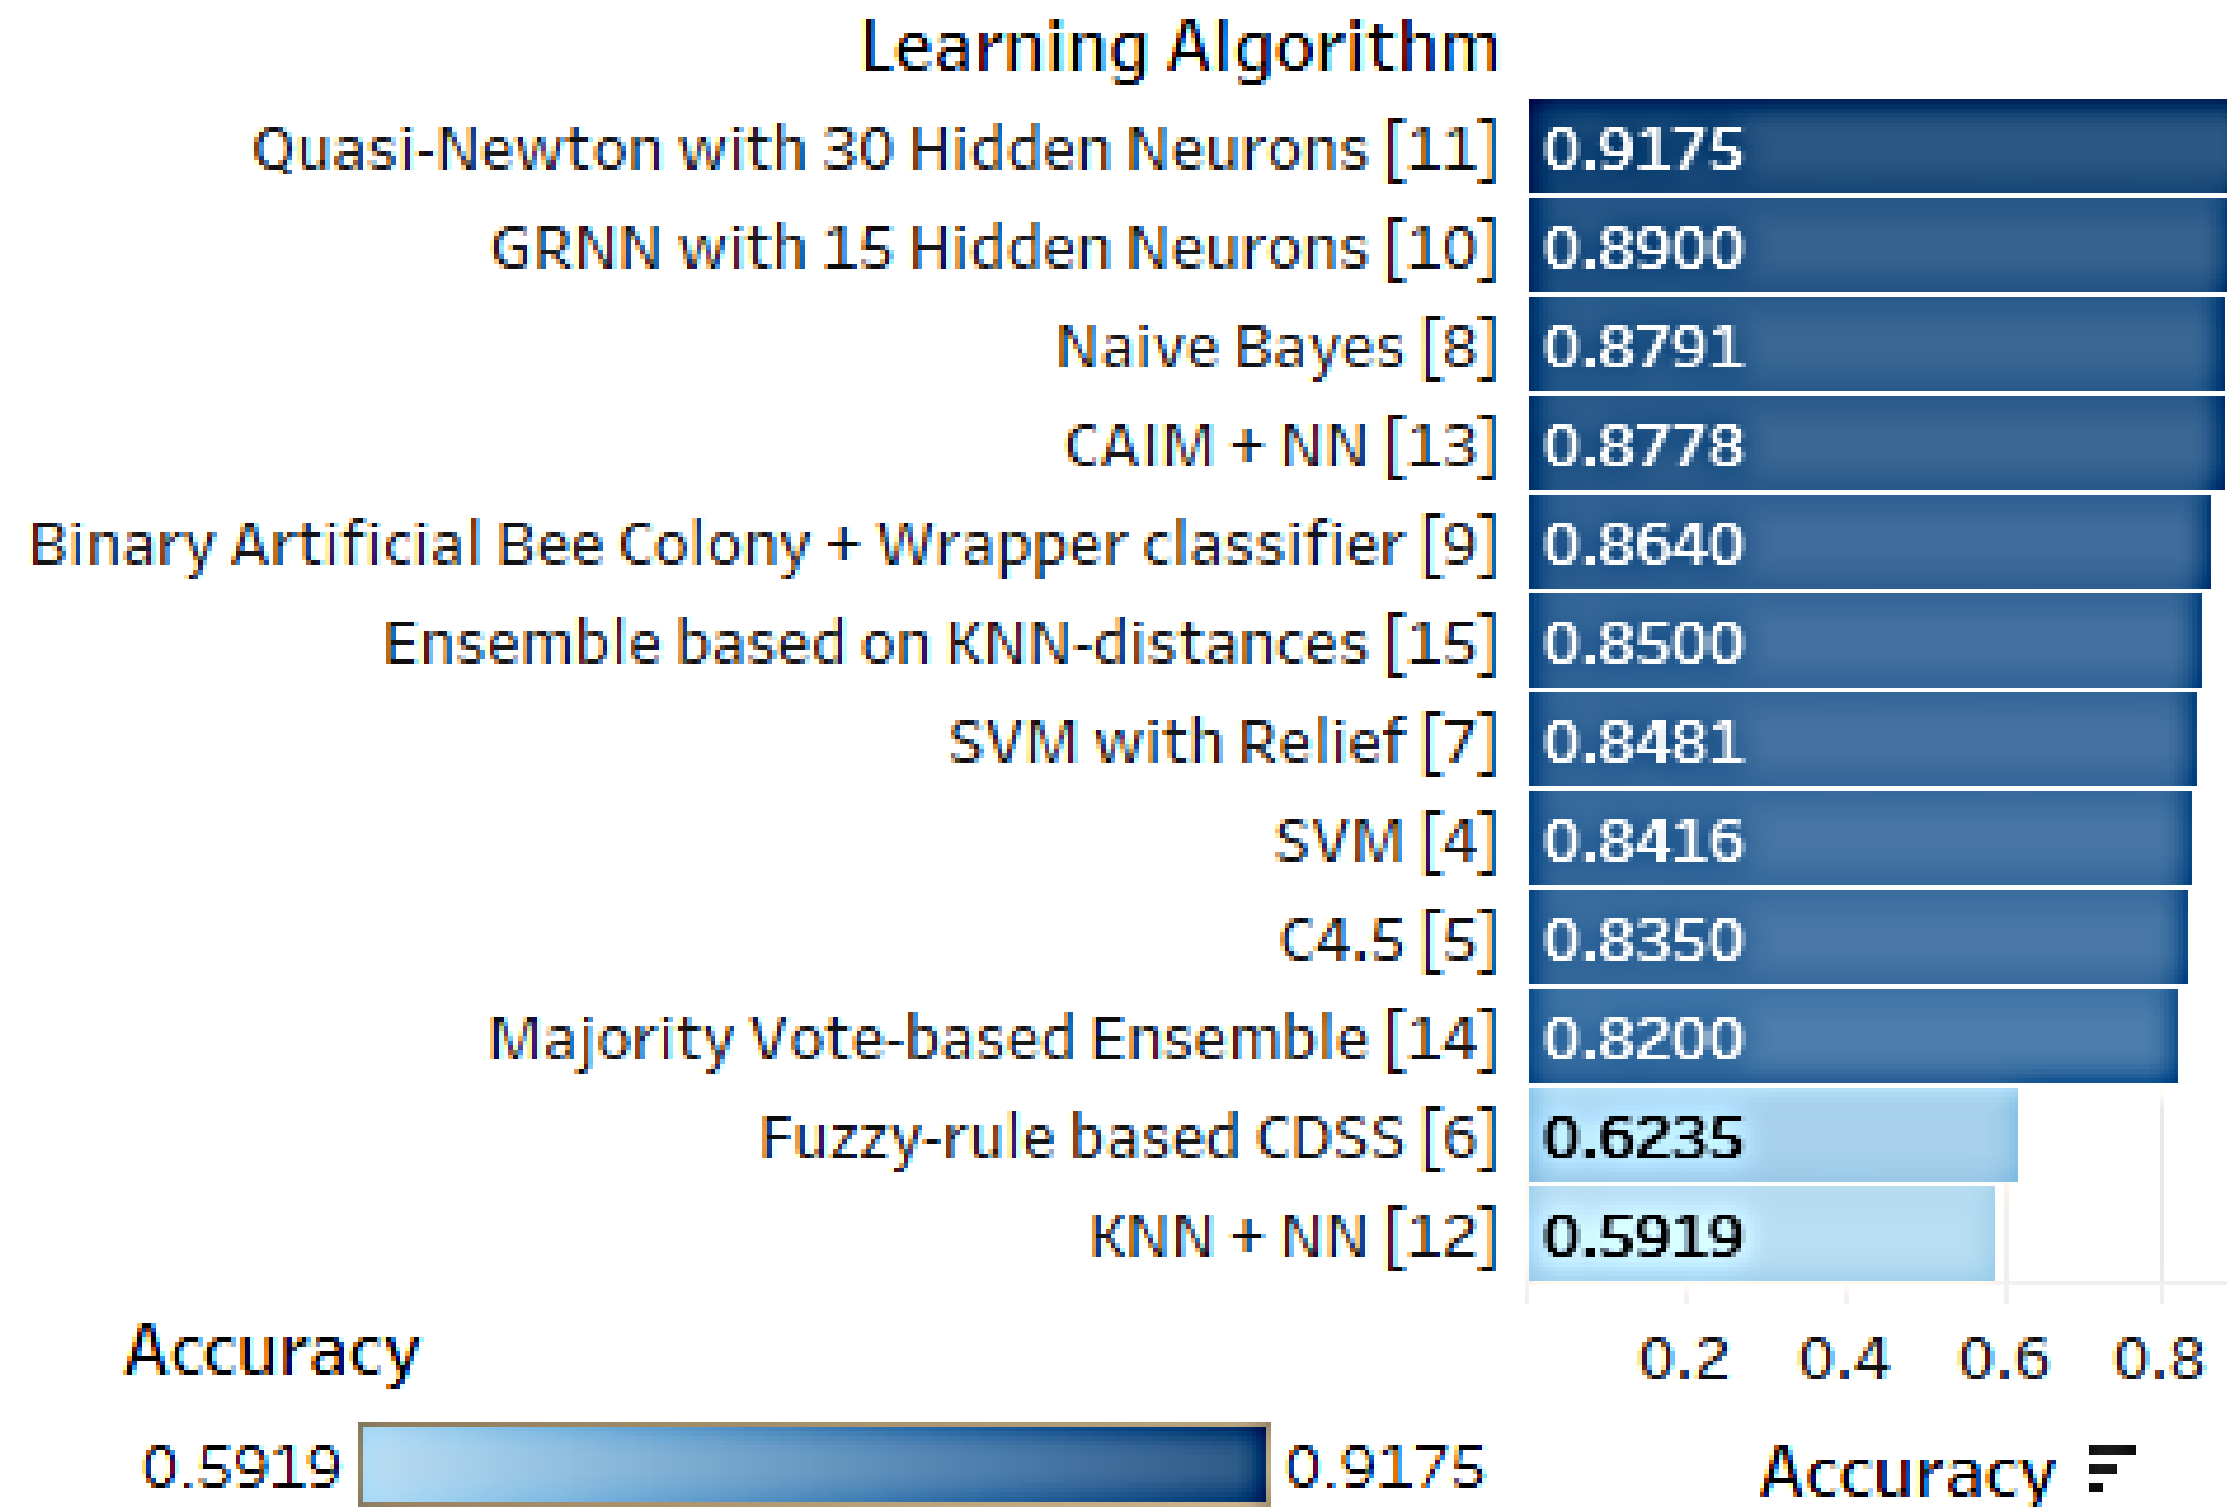 Learning Algorithm
Quasi-Newton with 30 Hidden Neurons [11] 0.9175
GRNN with 15 Hidden Neurons [10] 0.8900
Naive Bayes [8] 0.8791
CAIM + NN [13] 0.8778
Binary Artificial Bee Colony + Wrapper classifier [9] 0.8640
Ensemble based on KNN-distances [15] 0.8500
SVM with Relief [7] 0.8481
SVM [4] 0.8416
C4.5 [5] 0.8350
Majority Vote-based Ensemble [14] 0.8200
Fuzzy-rule based CDSS [6] 0.6235
KNN + NN [12] 0.5919
0.2 0.4 0.6 0.8
Accuracy
Accuracy
0.5919 0.9175